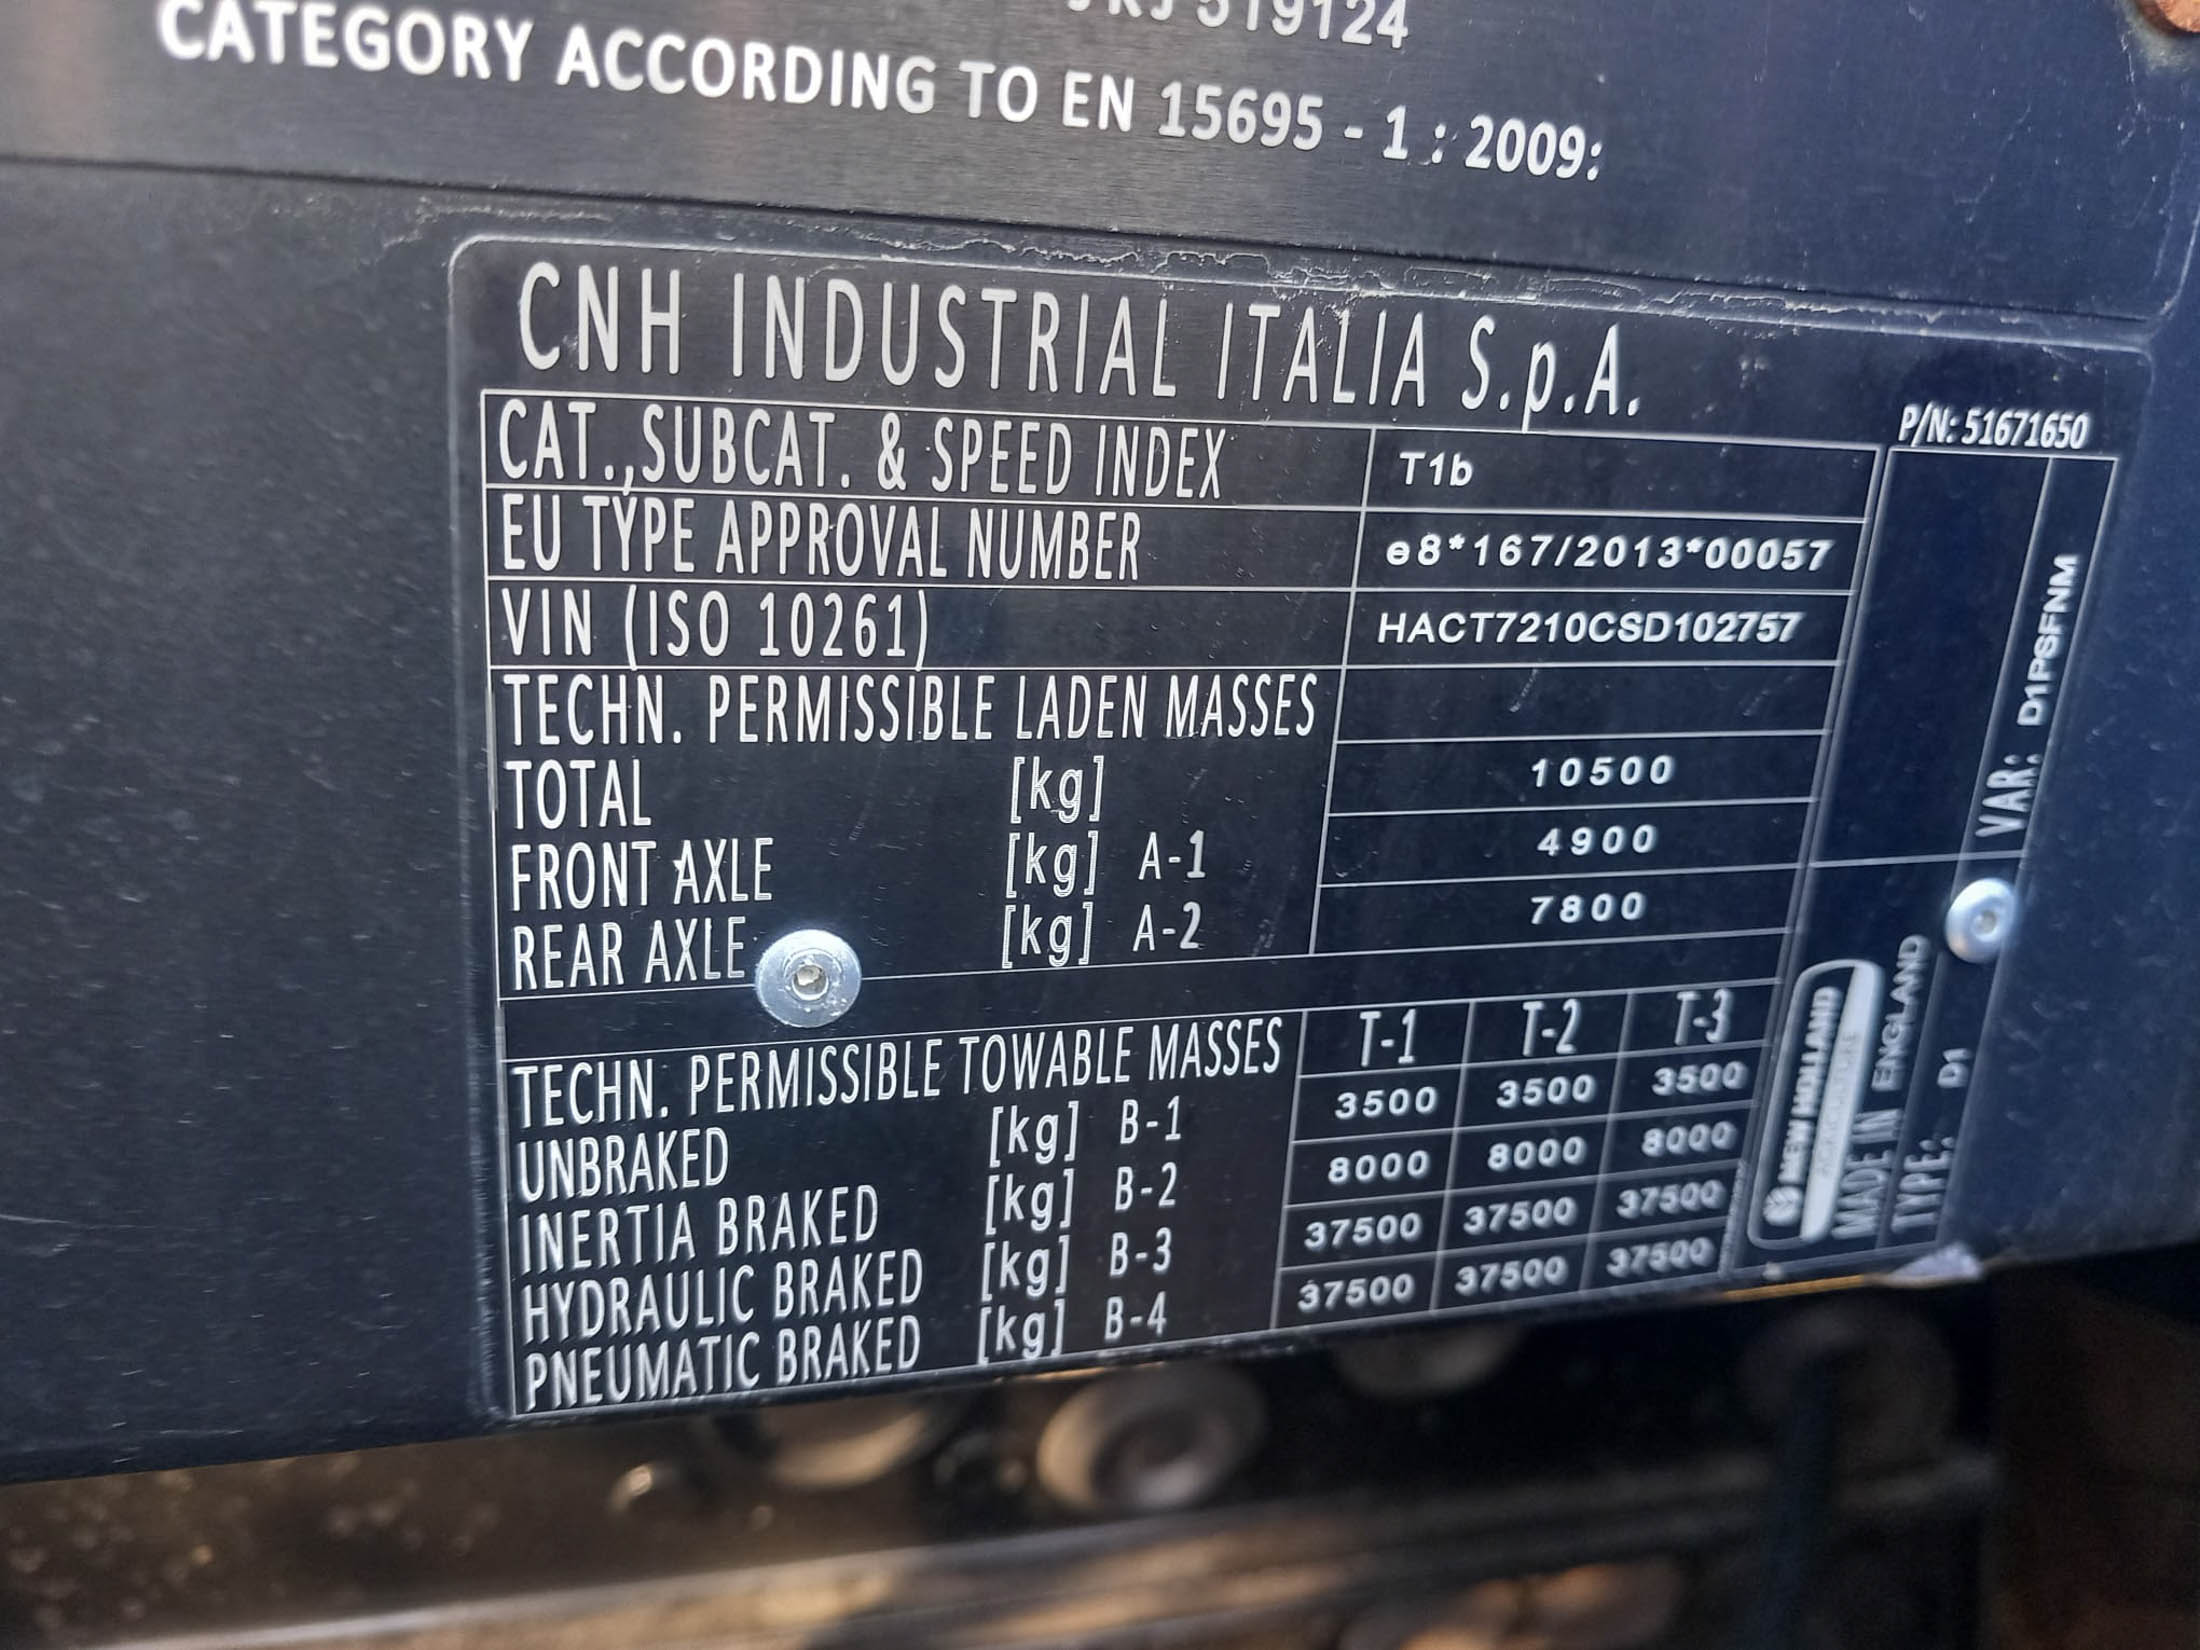 519124
CATEGORY ACCORDING TO EN 15695 - 1 : 2009:
CNH INDUSTRIAL ITALIA S.p.A.
P/N: 51671650
CAT.,SUBCAT. & SPEED INDEX T1b
EU TYPE APPROVAL NUMBER e8*167/2013*00057
VIN (ISO 10261) HACT7210CSD102757
TECHN. PERMISSIBLE LADEN MASSES
TOTAL [kg] 10500
FRONT AXLE [kg] A-1 4900
REAR AXLE [kg] A-2 7800
TECHN. PERMISSIBLE TOWABLE MASSES T-1 T-2 T-3
UNBRAKED [kg] B-1 3500 3500 3500
INERTIA BRAKED [kg] B-2 8000 8000 8000
HYDRAULIC BRAKED [kg] B-3 37500 37500 37500
PNEUMATIC BRAKED [kg] B-4 37500 37500 37500
NEW HOLLAND
AGRICULTURE
MADE IN ENGLAND
TYPE: D1
VAR: D1PSFNM